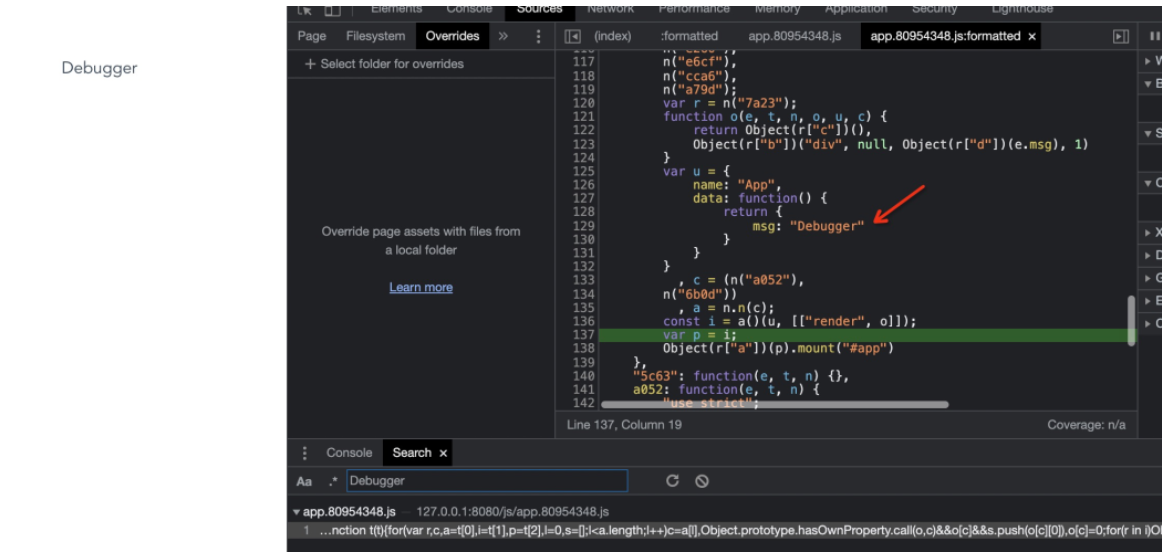 Debugger
Elements Console Sources Network Performance Memory Application Security Lighthouse
Page Filesystem Overrides » ⋮ (index) :formatted app.80954348.js app.80954348.js:formatted ×
+ Select folder for overrides
Override page assets with files from
a local folder
Learn more
117 n("e6cf"),
118 n("cca6"),
119 n("a79d");
120 var r = n("7a23");
121 function o(e, t, n, o, u, c) {
122 return Object(r["c"])(),
123 Object(r["b"])("div", null, Object(r["d"])(e.msg), 1)
124 }
125 var u = {
126 name: "App",
127 data: function() {
128 return {
129 msg: "Debugger"
130 }
131 }
132 }
133 , c = (n("a052"),
134 n("6b0d"))
135 , a = n.n(c);
136 const i = a()(u, [["render", o]]);
137 var p = i;
138 Object(r["a"])(p).mount("#app")
139 },
140 "5c63": function(e, t, n) {},
141 a052: function(e, t, n) {
142 "use strict";
Line 137, Column 19 Coverage: n/a
⋮ Console Search ×
Aa .* Debugger
▾ app.80954348.js — 127.0.0.1:8080/js/app.80954348.js
1 …nction t(t){for(var r,c,a=t[0],i=t[1],p=t[2],l=0,s=[];l<a.length;l++)c=a[l],Object.prototype.hasOwnProperty.call(o,c)&&o[c]&&s.push(o[c][0]),o[c]=0;for(r in i)Ob